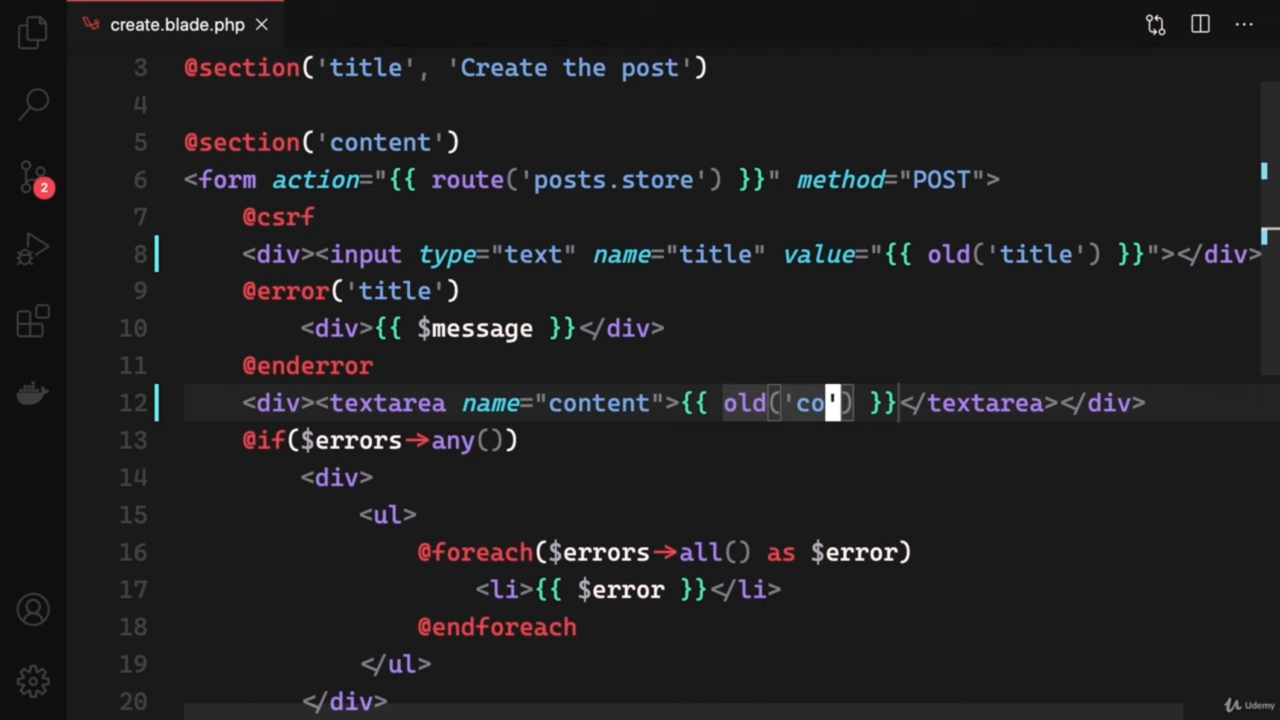 create.blade.php
3 @section('title', 'Create the post')
4
5 @section('content')
6 <form action="{{ route('posts.store') }}" method="POST">
7 @csrf
8 <div><input type="text" name="title" value="{{ old('title') }}"></div>
9 @error('title')
10 <div>{{ $message }}</div>
11 @enderror
12 <div><textarea name="content">{{ old('co') }}</textarea></div>
13 @if($errors->any())
14 <div>
15 <ul>
16 @foreach($errors->all() as $error)
17 <li>{{ $error }}</li>
18 @endforeach
19 </ul>
20 </div>
2
Udemy